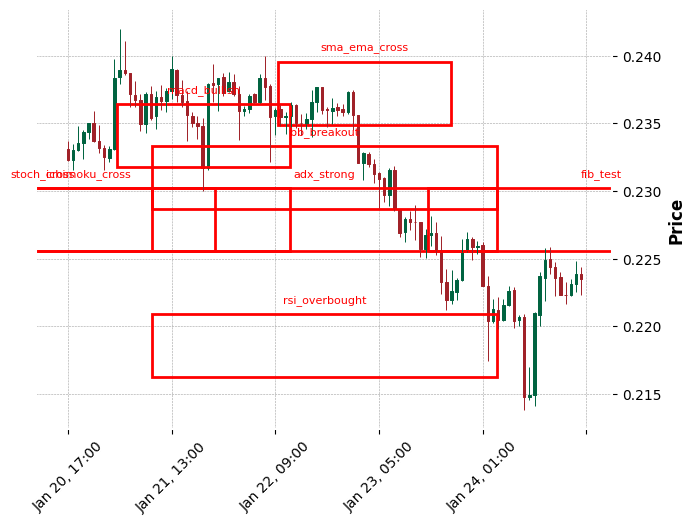 sma_ema_cross
macd_bullish
bb_breakout
stoch_cross
ichimoku_cross
adx_strong
fib_test
rsi_overbought
0.240
0.235
0.230
0.225
0.220
0.215
Price
Jan 20, 17:00
Jan 21, 13:00
Jan 22, 09:00
Jan 23, 05:00
Jan 24, 01:00